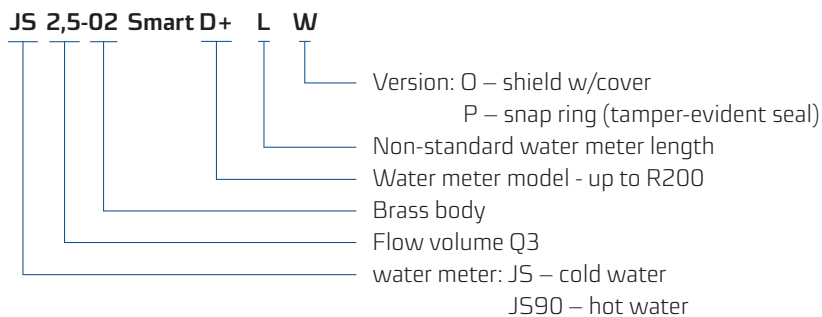 JS 2,5-02 Smart D+ L W
Version: O – shield w/cover
P – snap ring (tamper-evident seal)
Non-standard water meter length
Water meter model - up to R200
Brass body
Flow volume Q3
water meter: JS – cold water
JS90 – hot water